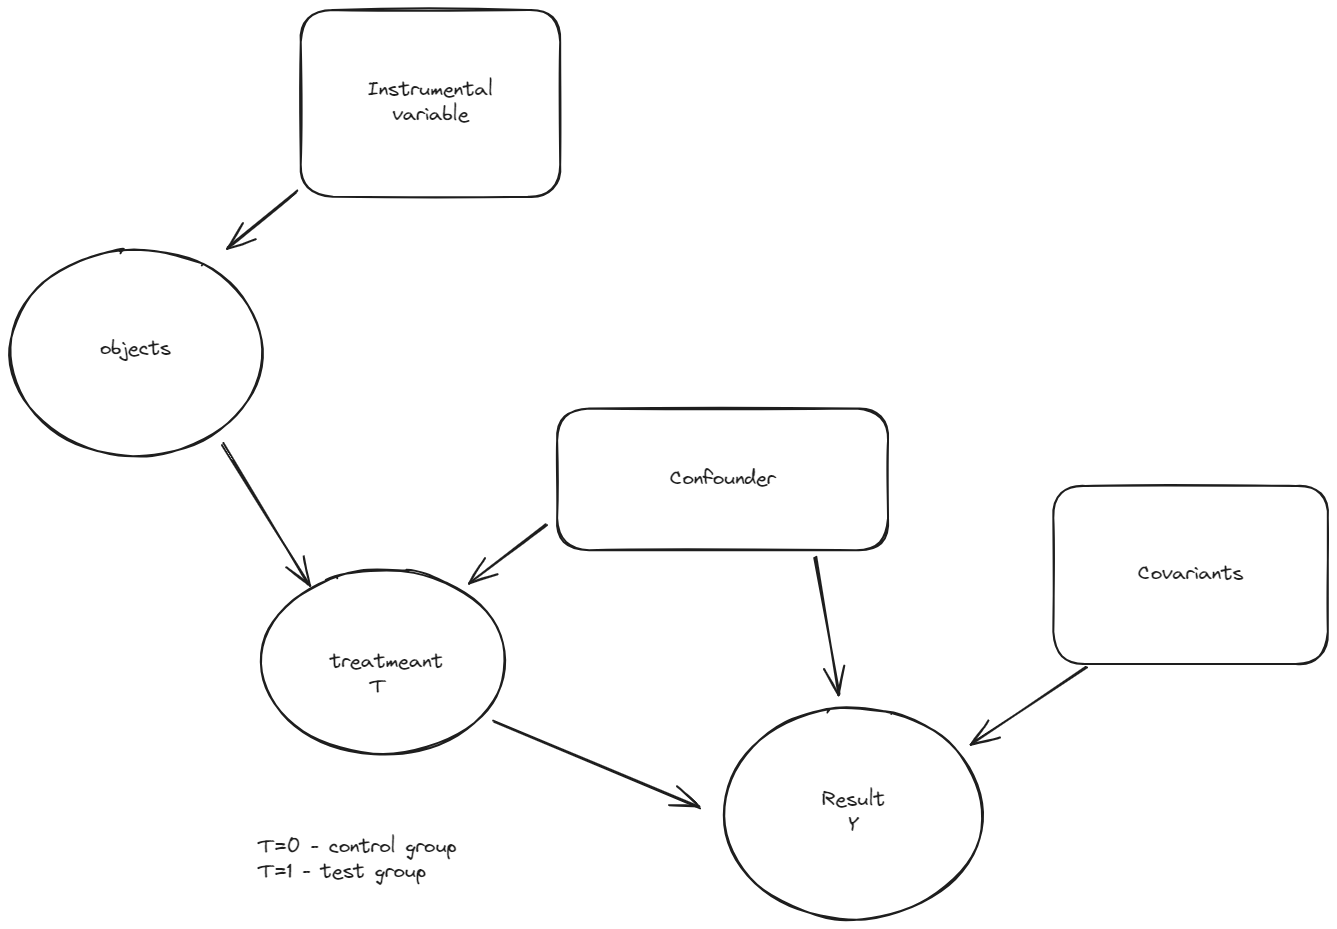 Instrumental
variable
objects
Confounder
Covariants
treatmeant
T
Result
Y
T=0 - control group
T=1 - test group